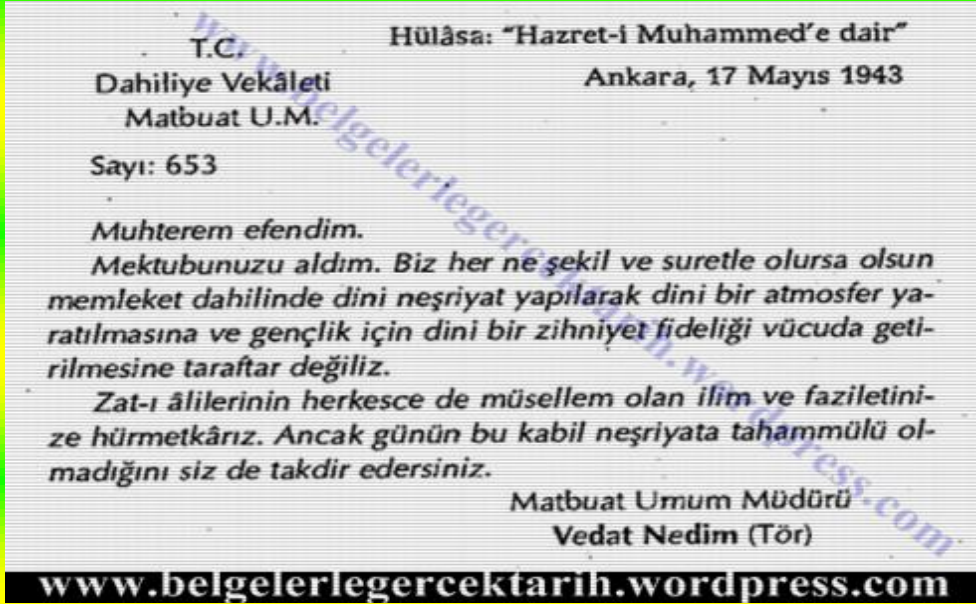 Hülâsa: "Hazret-i Muhammed'e dair"
T.C.
Ankara, 17 Mayıs 1943
Dahiliye Vekâleti
Matbuat U.M.
Sayı: 653
Muhterem efendim.
Mektubunuzu aldım. Biz her ne şekil ve suretle olursa olsun
memleket dahilinde dini neşriyat yapılarak dini bir atmosfer ya-
ratılmasına ve gençlik için dini bir zihniyet fideliği vücuda geti-
rilmesine taraftar değiliz.
Zat-ı âlilerinin herkesce de müsellem olan ilim ve faziletini-
ze hürmetkârız. Ancak günün bu kabil neşriyata tahammülü ol-
madığını siz de takdir edersiniz.
Matbuat Umum Müdürü
Vedat Nedim (Tör)
www.belgelerlegercektarih.wordpress.com
www.belgelerlegercektarih.wordpress.com